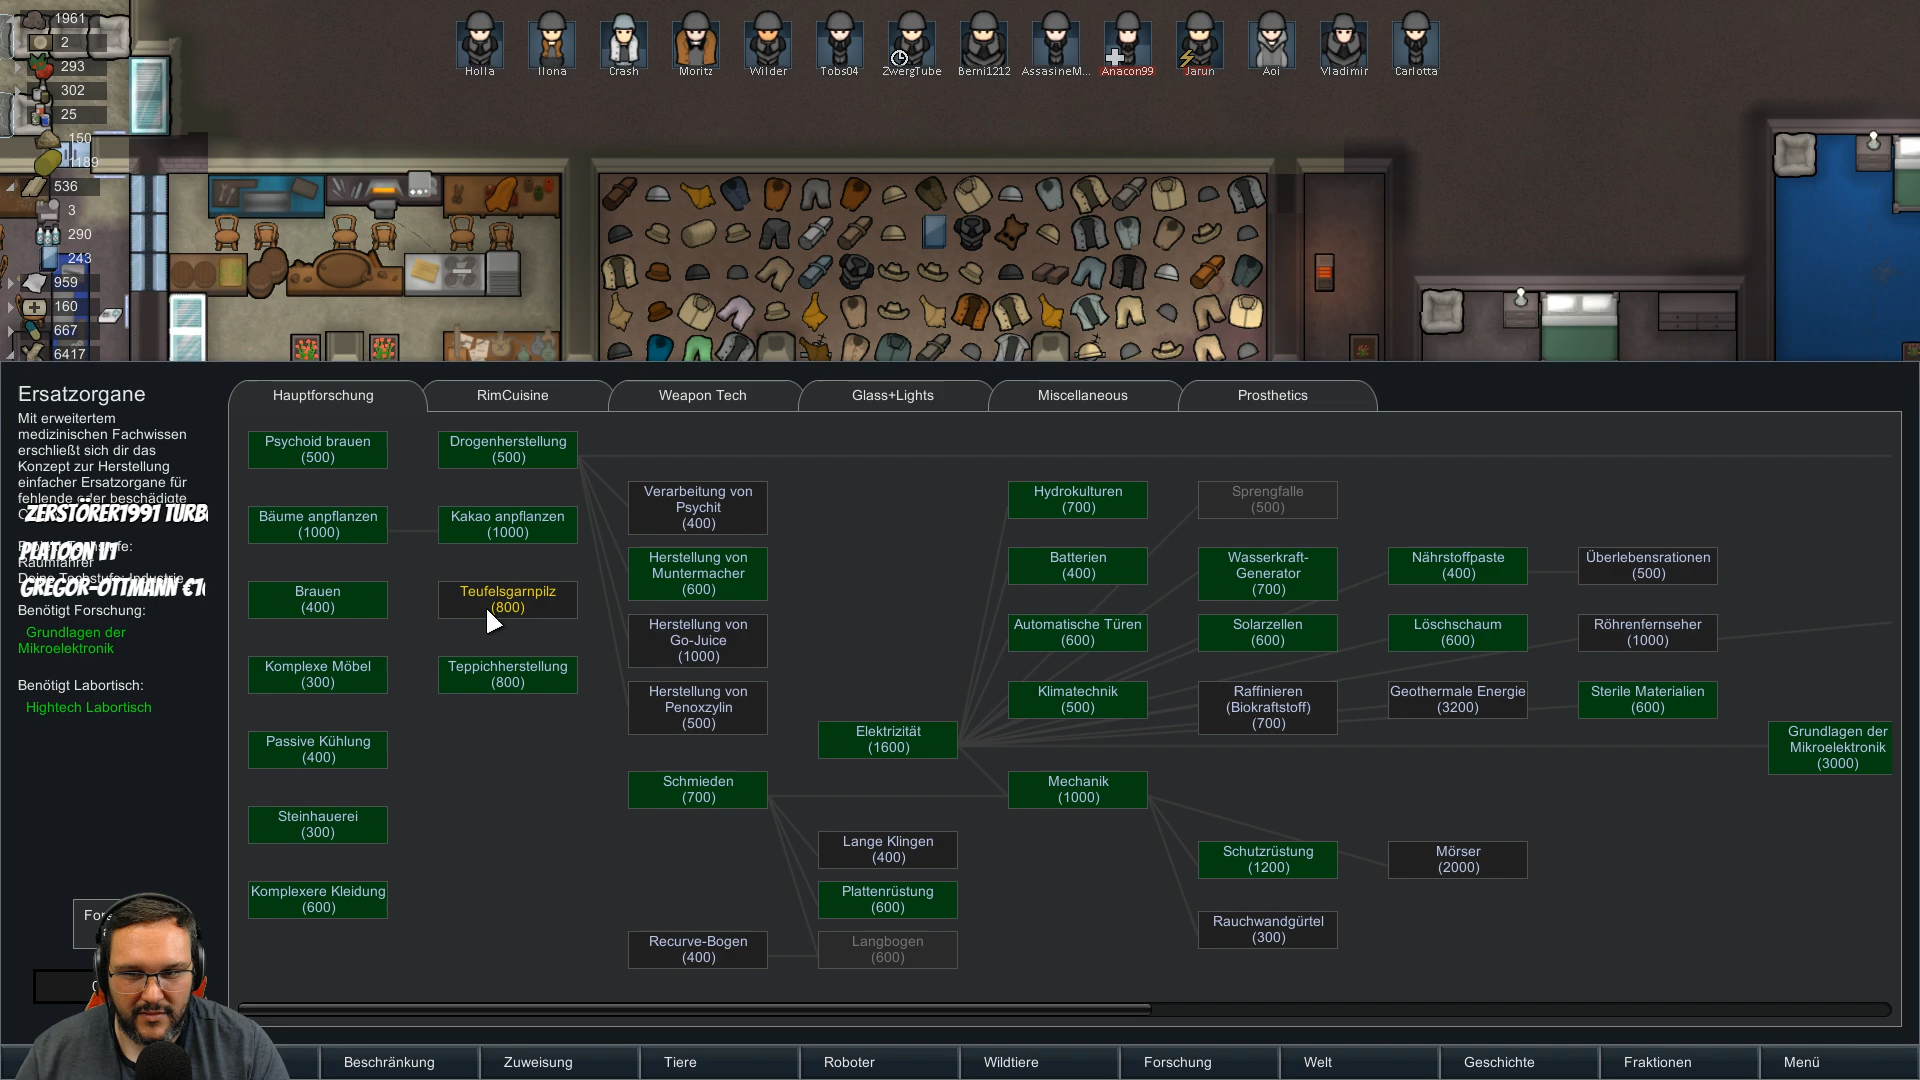 1961
2
293
302
25
150
1189
536
3
290
243
959
160
667
6417
Holla
Ilona
Crash
Moritz
Wilder
Tobs04
ZwergTube
Berni1212
AssasineM...
Anacon99
Jarun
Aoi
Vladimir
Carlotta
Ersatzorgane
Mit erweitertem
medizinischen Fachwissen
erschließt sich dir das
Konzept zur Herstellung
einfacher Ersatzorgane für
fehlende oder beschädigte
ZERSTÖRER1991
PLATOON V1
Raumfahrer
Deine Techstufe: Industrie
GREGOR-OTTMANN
Benötigt Forschung:
Grundlagen der
Mikroelektronik
Benötigt Labortisch:
Hightech Labortisch
Hauptforschung
RimCuisine
Weapon Tech
Glass+Lights
Miscellaneous
Prosthetics
Psychoid brauen
(500)
Drogenherstellung
(500)
Verarbeitung von
Psychit
(400)
Hydrokulturen
(700)
Sprengfalle
(500)
Bäume anpflanzen
(1000)
Kakao anpflanzen
(1000)
Herstellung von
Muntermacher
(600)
Batterien
(400)
Wasserkraft-
Generator
(700)
Nährstoffpaste
(400)
Überlebensrationen
(500)
Brauen
(400)
Teufelsgarnpilz
(800)
Herstellung von
Go-Juice
(1000)
Automatische Türen
(600)
Solarzellen
(600)
Löschschaum
(600)
Röhrenfernseher
(1000)
Komplexe Möbel
(300)
Teppichherstellung
(800)
Herstellung von
Penoxzylin
(500)
Klimatechnik
(500)
Raffinieren
(Biokraftstoff)
(700)
Geothermale Energie
(3200)
Sterile Materialien
(600)
Passive Kühlung
(400)
Elektrizität
(1600)
Grundlagen der
Mikroelektronik
(3000)
Schmieden
(700)
Mechanik
(1000)
Steinhauerei
(300)
Lange Klingen
(400)
Schutzrüstung
(1200)
Mörser
(2000)
Komplexere Kleidung
(600)
Plattenrüstung
(600)
Rauchwandgürtel
(300)
Recurve-Bogen
(400)
Langbogen
(600)
Beschränkung
Zuweisung
Tiere
Roboter
Wildtiere
Forschung
Welt
Geschichte
Fraktionen
Menü